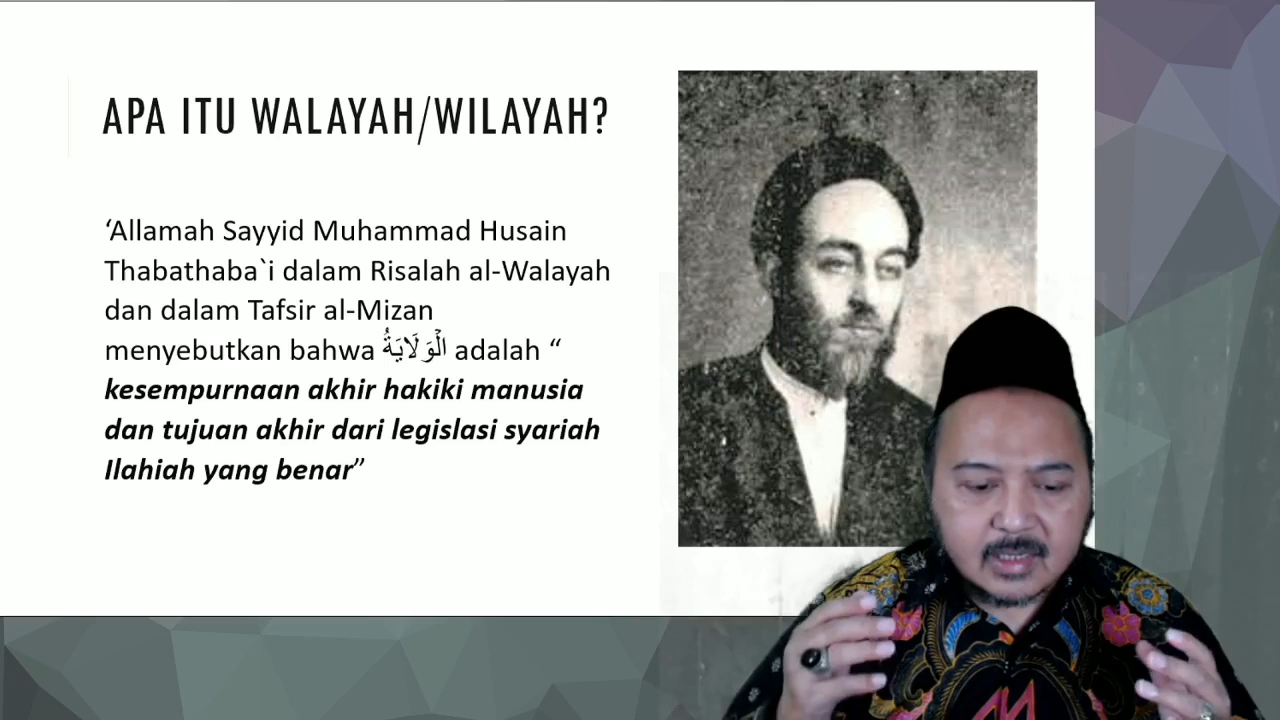 APA ITU WALAYAH/WILAYAH?
‘Allamah Sayyid Muhammad Husain
Thabathaba`i dalam Risalah al-Walayah
dan dalam Tafsir al-Mizan
menyebutkan bahwa الْوَلَايَةُ adalah “
kesempurnaan akhir hakiki manusia
dan tujuan akhir dari legislasi syariah
Ilahiah yang benar”